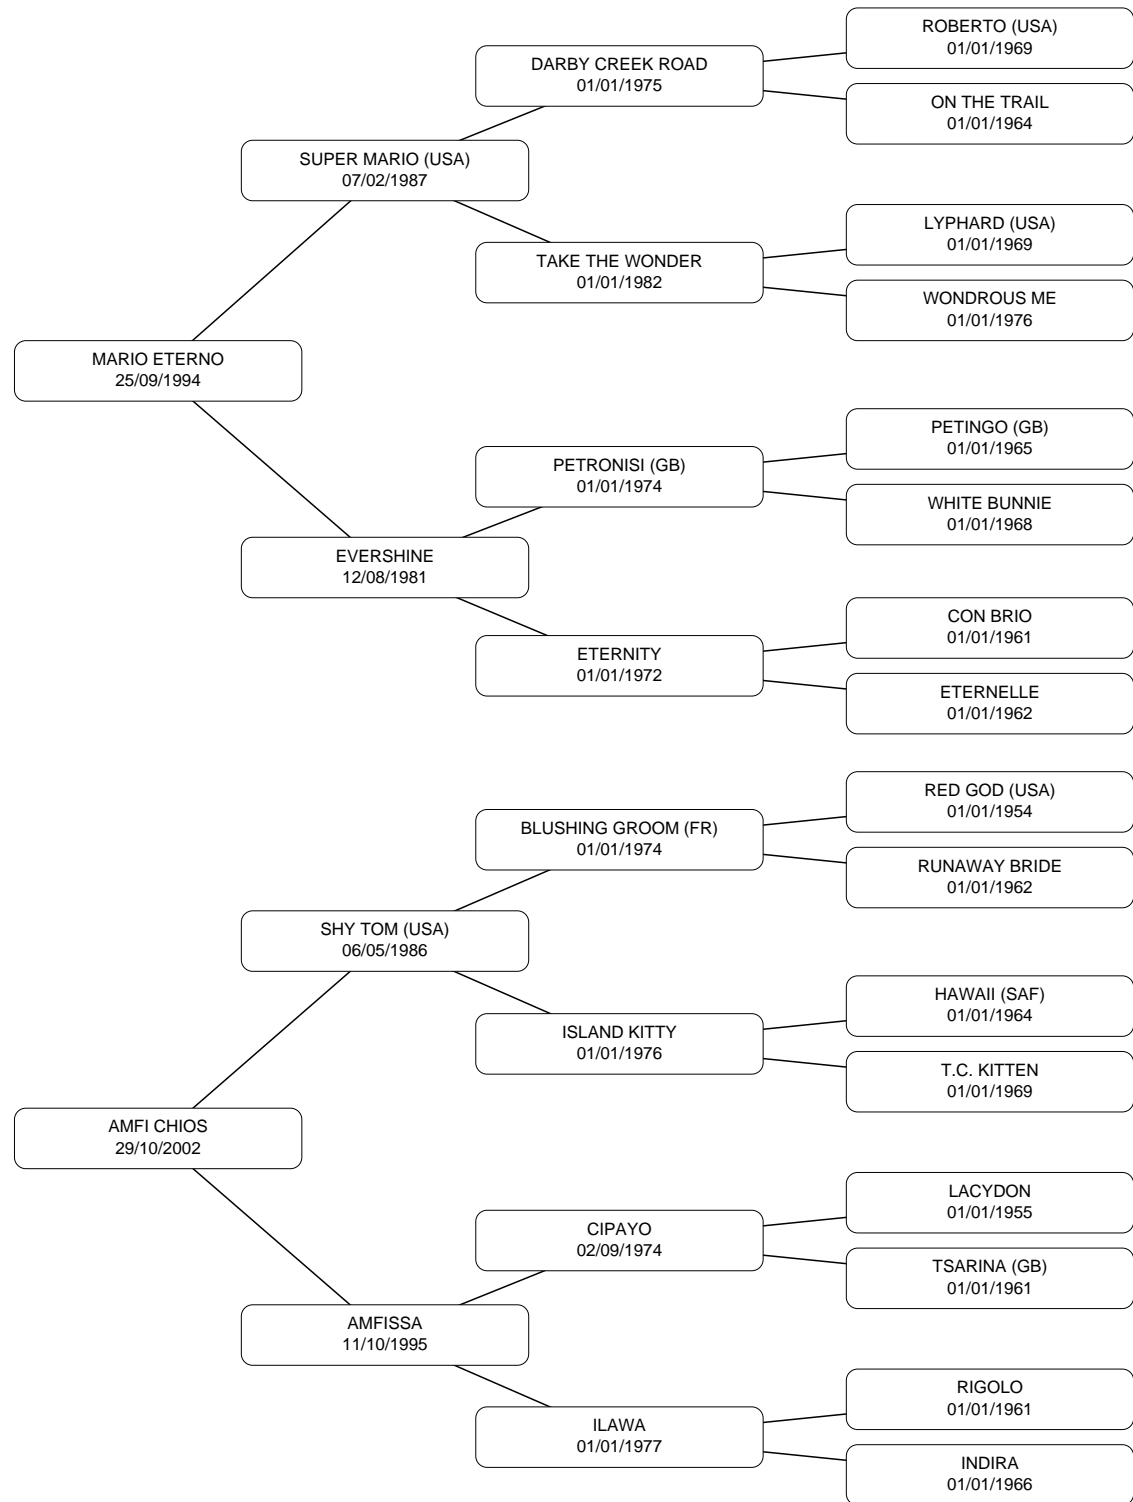 ROBERTO (USA)
01/01/1969
DARBY CREEK ROAD
01/01/1975
ON THE TRAIL
01/01/1964
SUPER MARIO (USA)
07/02/1987
LYPHARD (USA)
01/01/1969
TAKE THE WONDER
01/01/1982
WONDROUS ME
01/01/1976
MARIO ETERNO
25/09/1994
PETINGO (GB)
01/01/1965
PETRONISI (GB)
01/01/1974
WHITE BUNNIE
01/01/1968
EVERSHINE
12/08/1981
CON BRIO
01/01/1961
ETERNITY
01/01/1972
ETERNELLE
01/01/1962
RED GOD (USA)
01/01/1954
BLUSHING GROOM (FR)
01/01/1974
RUNAWAY BRIDE
01/01/1962
SHY TOM (USA)
06/05/1986
HAWAII (SAF)
01/01/1964
ISLAND KITTY
01/01/1976
T.C. KITTEN
01/01/1969
AMFI CHIOS
29/10/2002
LACYDON
01/01/1955
CIPAYO
02/09/1974
TSARINA (GB)
01/01/1961
AMFISSA
11/10/1995
RIGOLO
01/01/1961
ILAWA
01/01/1977
INDIRA
01/01/1966